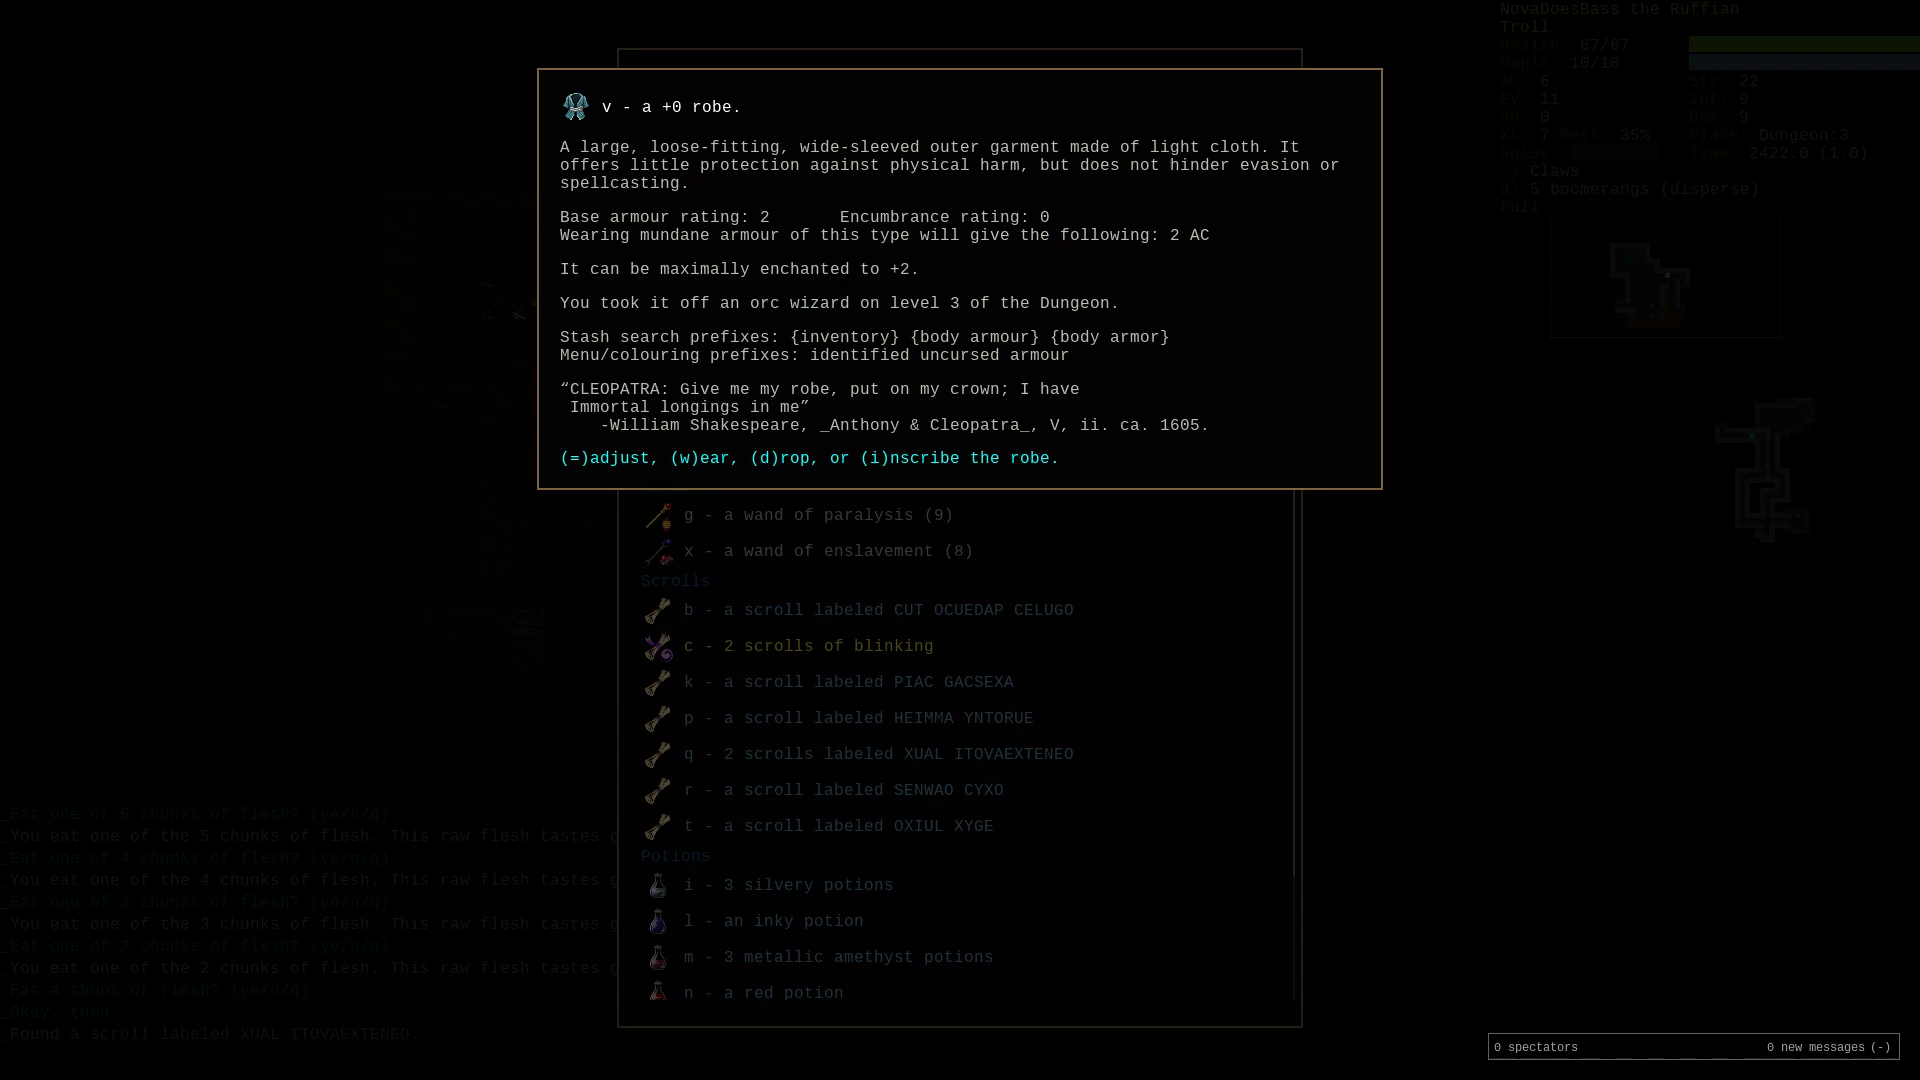 NovaDoesBass the Ruffian
Troll
Health: 67/67
Magic: 10/10
AC: 6 Str: 22
EV: 11 Int: 9
SH: 0 Dex: 9
XL: 7 Next: 35% Place: Dungeon:3
Noise: Time: 2422.0 (1.0)
-) Claws
5 boomerangs (disperse)
Full
v - a +0 robe.
A large, loose-fitting, wide-sleeved outer garment made of light cloth. It
offers little protection against physical harm, but does not hinder evasion or
spellcasting.
Base armour rating: 2 Encumbrance rating: 0
Wearing mundane armour of this type will give the following: 2 AC
It can be maximally enchanted to +2.
You took it off an orc wizard on level 3 of the Dungeon.
Stash search prefixes: {inventory} {body armour} {body armor}
Menu/colouring prefixes: identified uncursed armour
“CLEOPATRA: Give me my robe, put on my crown; I have
Immortal longings in me”
-William Shakespeare, _Anthony & Cleopatra_, V, ii. ca. 1605.
(=)adjust, (w)ear, (d)rop, or (i)nscribe the robe.
g - a wand of paralysis (9)
x - a wand of enslavement (8)
Scrolls
b - a scroll labeled CUT OCUEDAP CELUGO
c - 2 scrolls of blinking
k - a scroll labeled PIAC GACSEXA
p - a scroll labeled HEIMMA YNTORUE
q - 2 scrolls labeled XUAL ITOVAEXTENEO
r - a scroll labeled SENWAO CYXO
t - a scroll labeled OXIUL XYGE
Potions
i - 3 silvery potions
l - an inky potion
m - 3 metallic amethyst potions
n - a red potion
_Eat one of 5 chunks of flesh? (ye/n/q)
_You eat one of the 5 chunks of flesh. This raw flesh tastes g
_Eat one of 4 chunks of flesh? (ye/n/q)
_You eat one of the 4 chunks of flesh. This raw flesh tastes g
_Eat one of 3 chunks of flesh? (ye/n/q)
_You eat one of the 3 chunks of flesh. This raw flesh tastes g
_Eat one of 2 chunks of flesh? (ye/n/q)
_You eat one of the 2 chunks of flesh. This raw flesh tastes g
_Eat a chunk of flesh? (ye/n/q)
_Okay, then.
_Found a scroll labeled XUAL ITOVAEXTENEO.
0 spectators 0 new messages (-)